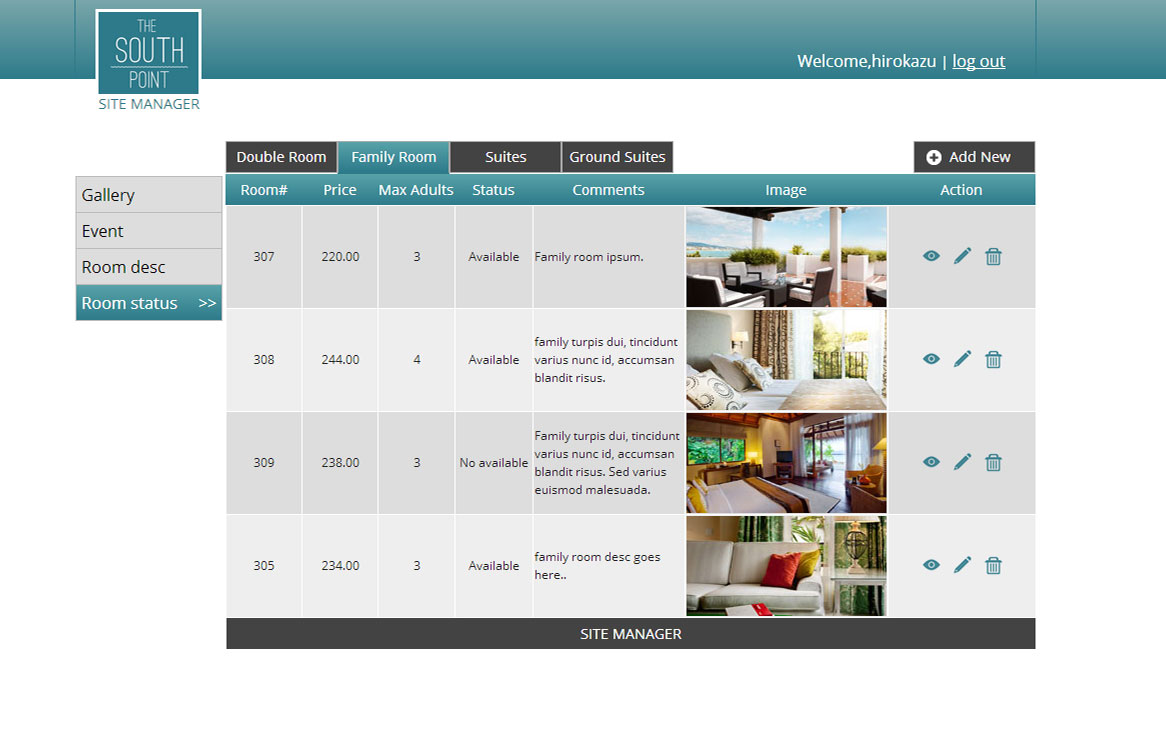 THE
SOUTH
POINT
SITE MANAGER
Welcome,hirokazu | log out
Double Room Family Room Suites Ground Suites Add New
Gallery
Event
Room desc
Room status >>
Room# Price Max Adults Status Comments Image Action
307 220.00 3 Available Family room ipsum.
308 244.00 4 Available family turpis dui, tincidunt
varius nunc id, accumsan
blandit risus.
309 238.00 3 No available Family turpis dui, tincidunt
varius nunc id, accumsan
blandit risus. Sed varius
euismod malesuada.
305 234.00 3 Available family room desc goes
here..
SITE MANAGER